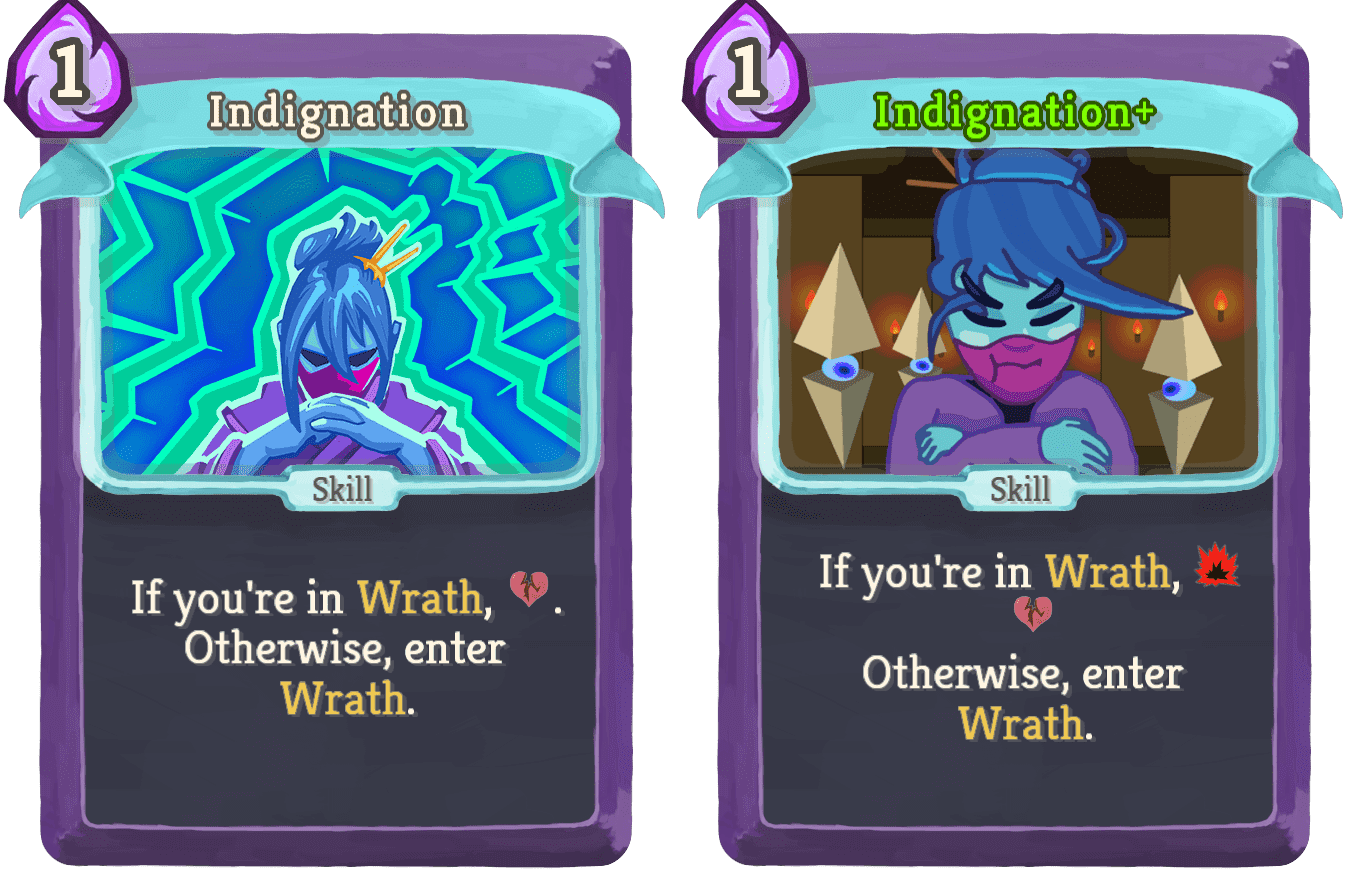 1
Indignation
Skill
If you're in Wrath, .
Otherwise, enter
Wrath.
1
Indignation+
Skill
If you're in Wrath,
Otherwise, enter
Wrath.